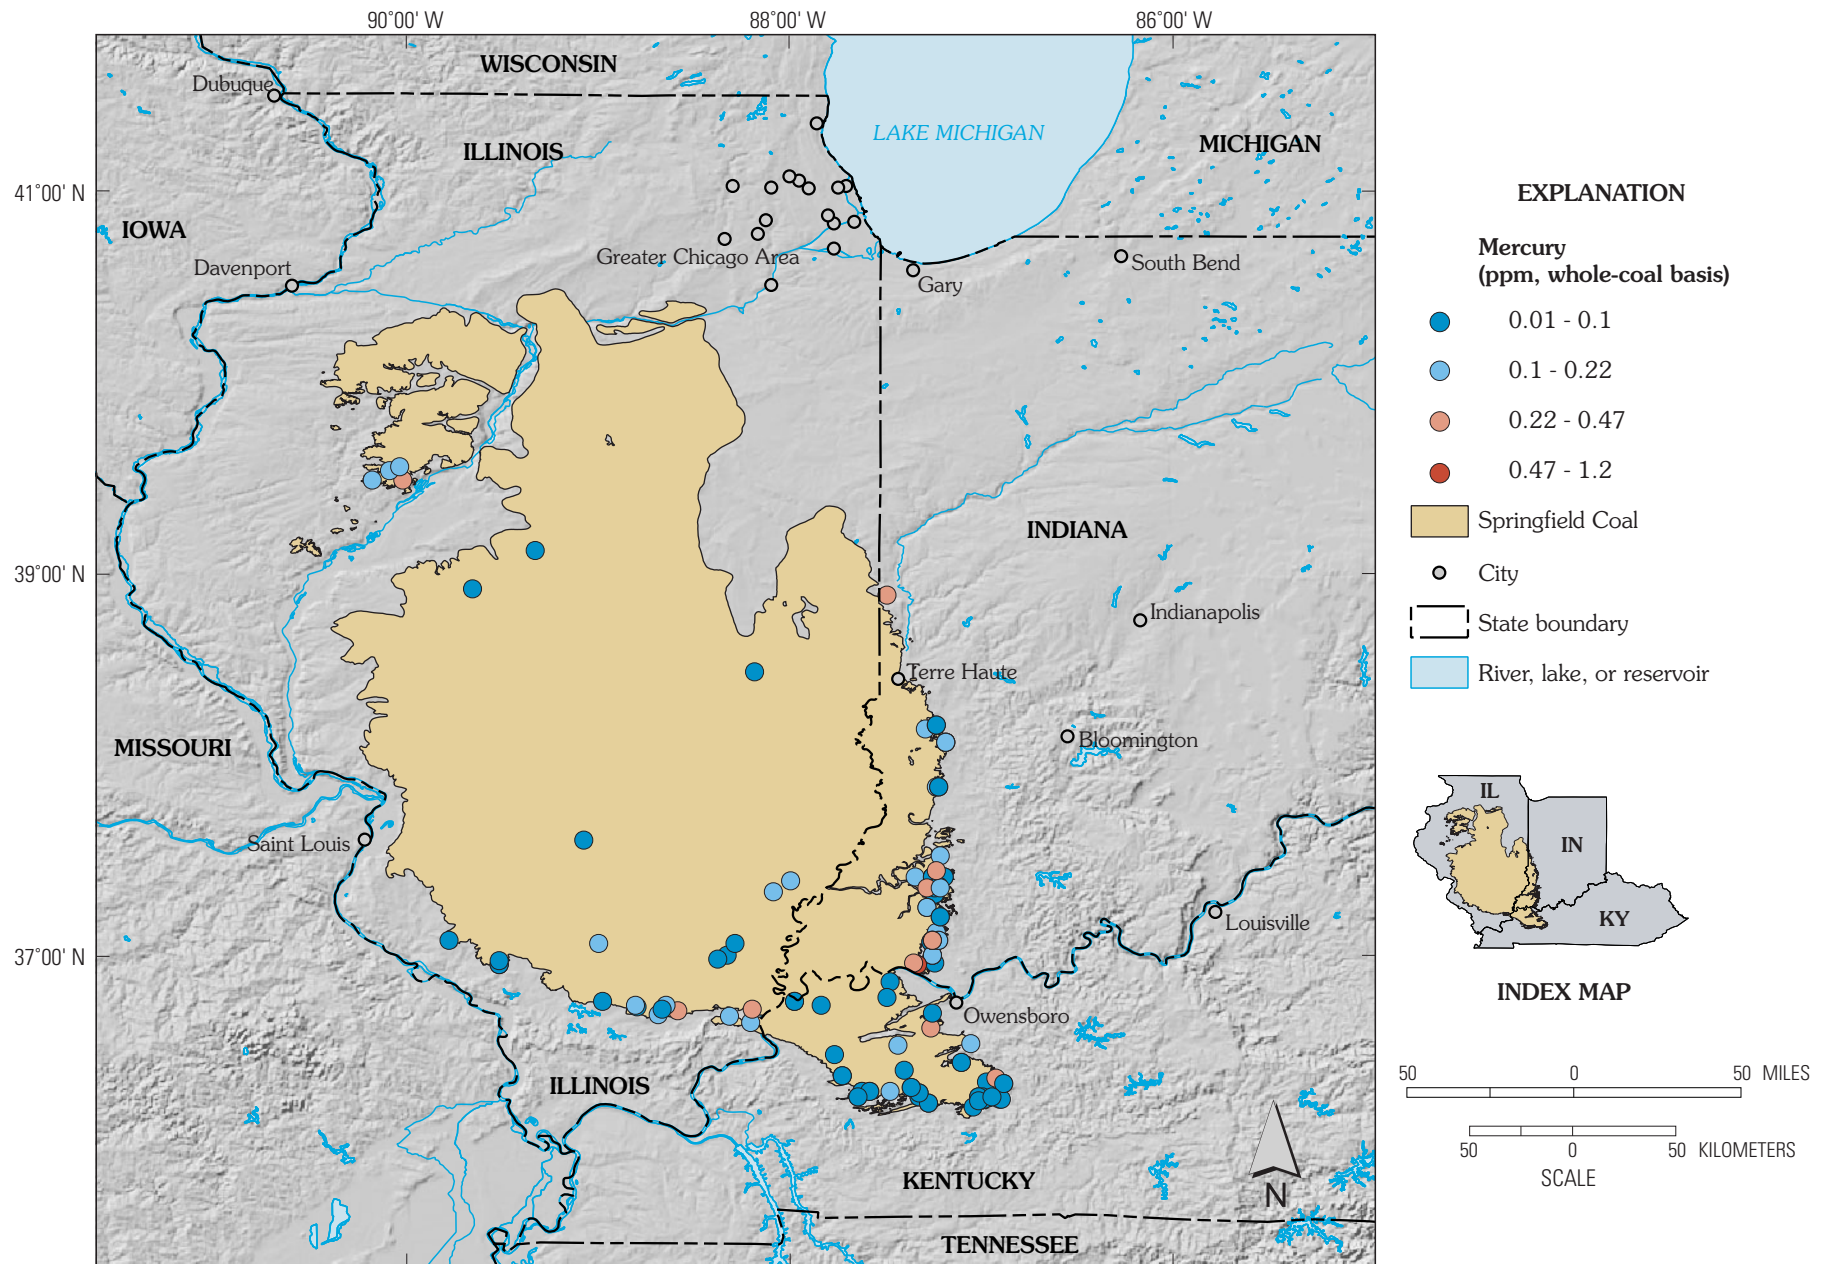 90°00' W
88°00' W
86°00' W
WISCONSIN
Dubuque
LAKE MICHIGAN
ILLINOIS
MICHIGAN
41°00' N
IOWA
Greater Chicago Area
Davenport
South Bend
Gary
INDIANA
39°00' N
Indianapolis
Terre Haute
MISSOURI
Bloomington
Saint Louis
Louisville
37°00' N
Owensboro
ILLINOIS
KENTUCKY
N
TENNESSEE
EXPLANATION
Mercury
(ppm, whole-coal basis)
0.01 - 0.1
0.1 - 0.22
0.22 - 0.47
0.47 - 1.2
Springfield Coal
City
State boundary
River, lake, or reservoir
IL
IN
KY
INDEX MAP
50 0 50 MILES
50 0 50 KILOMETERS
SCALE